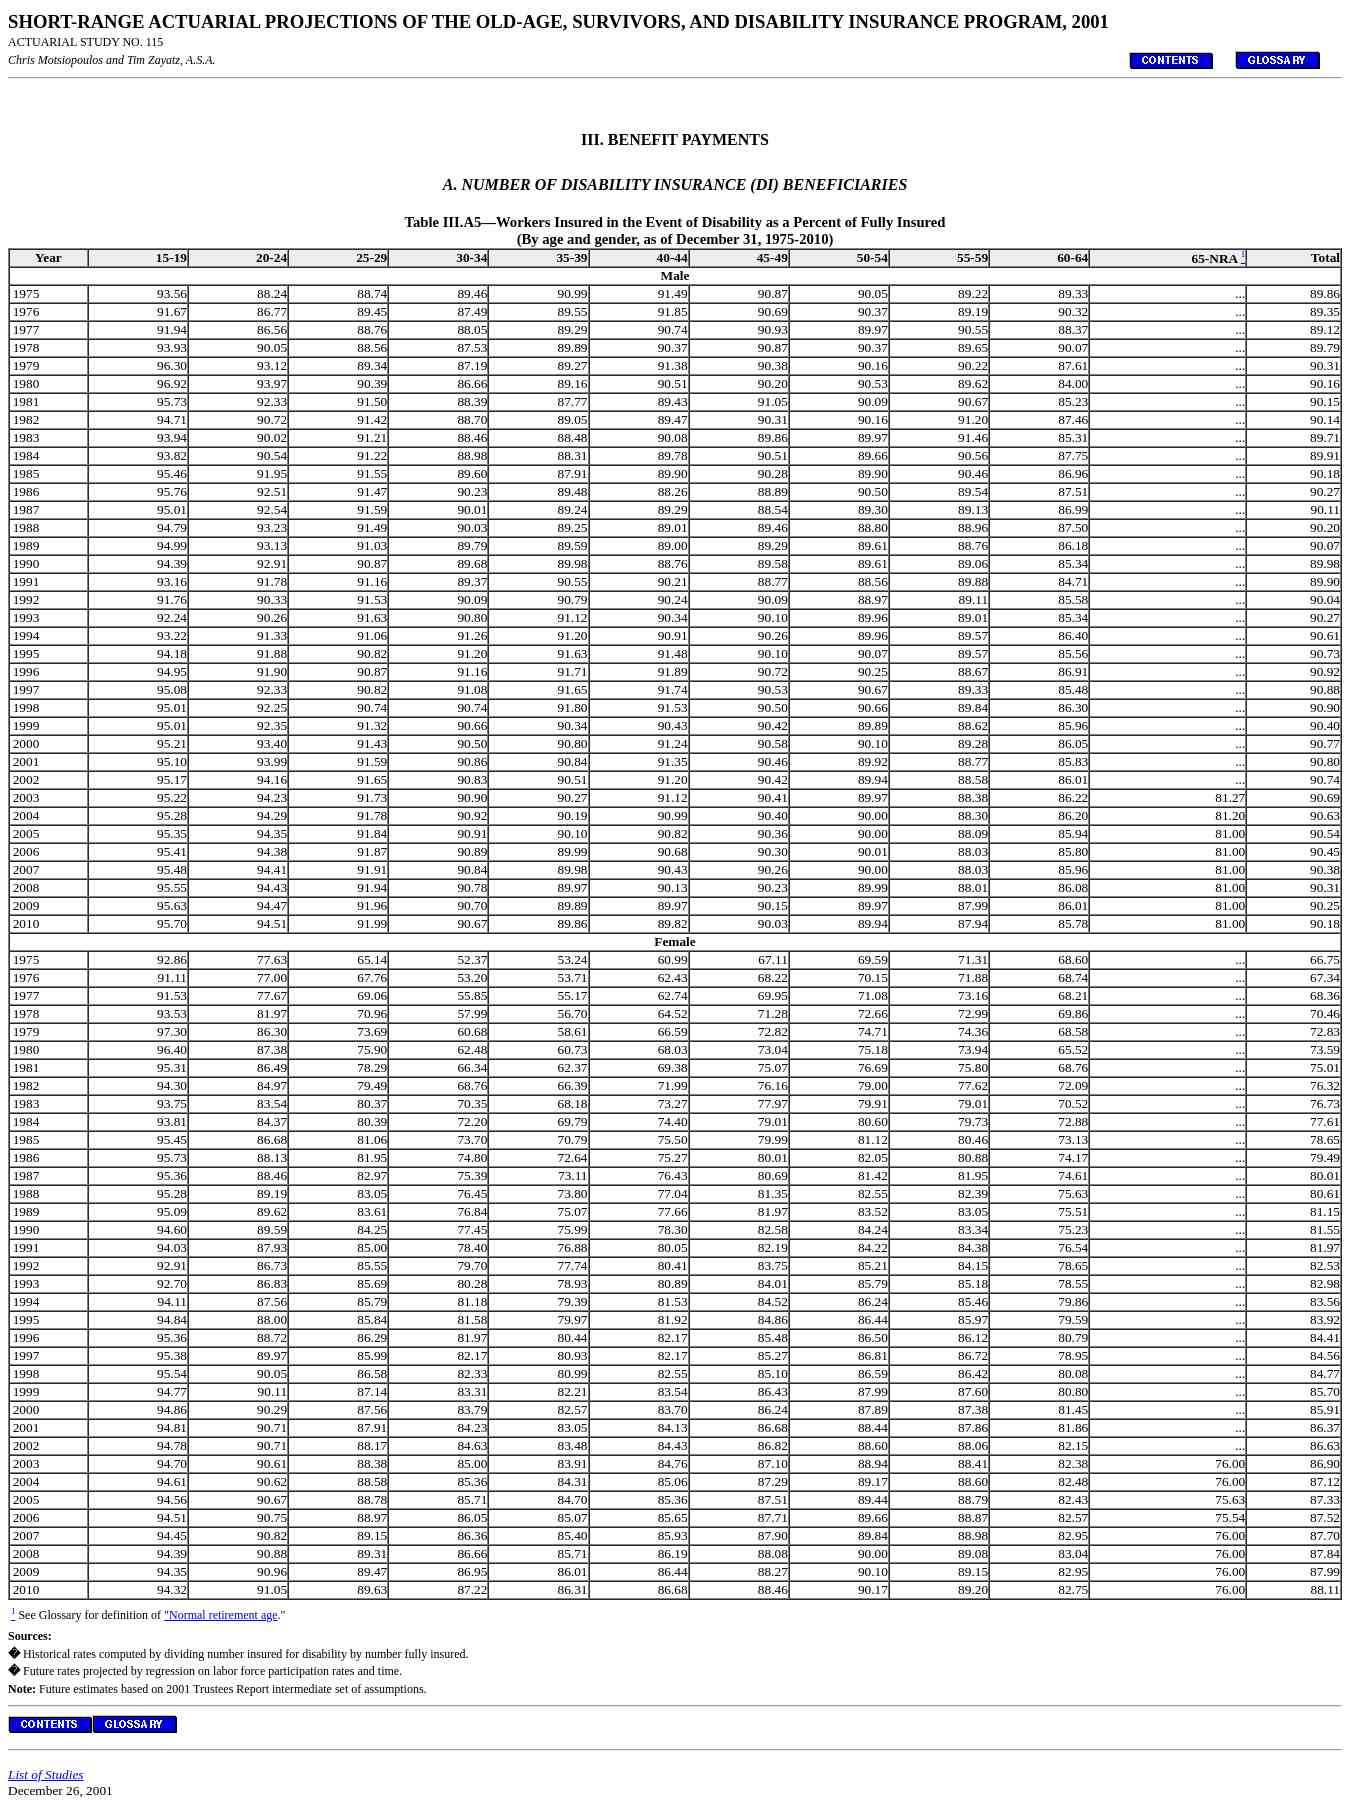 SHORT-RANGE ACTUARIAL PROJECTIONS OF THE OLD-AGE, SURVIVORS, AND DISABILITY INSURANCE PROGRAM, 2001
ACTUARIAL STUDY NO. 115
Chris Motsiopoulos and Tim Zayatz, A.S.A. CONTENTS GLOSSARY
III. BENEFIT PAYMENTS
A. NUMBER OF DISABILITY INSURANCE (DI) BENEFICIARIES
Table III.A5—Workers Insured in the Event of Disability as a Percent of Fully Insured
(By age and gender, as of December 31, 1975-2010)
Year 15-19 20-24 25-29 30-34 35-39 40-44 45-49 50-54 55-59 60-64 65-NRA 1 Total
Male
1975 93.56 88.24 88.74 89.46 90.99 91.49 90.87 90.05 89.22 89.33 ... 89.86
1976 91.67 86.77 89.45 87.49 89.55 91.85 90.69 90.37 89.19 90.32 ... 89.35
1977 91.94 86.56 88.76 88.05 89.29 90.74 90.93 89.97 90.55 88.37 ... 89.12
1978 93.93 90.05 88.56 87.53 89.89 90.37 90.87 90.37 89.65 90.07 ... 89.79
1979 96.30 93.12 89.34 87.19 89.27 91.38 90.38 90.16 90.22 87.61 ... 90.31
1980 96.92 93.97 90.39 86.66 89.16 90.51 90.20 90.53 89.62 84.00 ... 90.16
1981 95.73 92.33 91.50 88.39 87.77 89.43 91.05 90.09 90.67 85.23 ... 90.15
1982 94.71 90.72 91.42 88.70 89.05 89.47 90.31 90.16 91.20 87.46 ... 90.14
1983 93.94 90.02 91.21 88.46 88.48 90.08 89.86 89.97 91.46 85.31 ... 89.71
1984 93.82 90.54 91.22 88.98 88.31 89.78 90.51 89.66 90.56 87.75 ... 89.91
1985 95.46 91.95 91.55 89.60 87.91 89.90 90.28 89.90 90.46 86.96 ... 90.18
1986 95.76 92.51 91.47 90.23 89.48 88.26 88.89 90.50 89.54 87.51 ... 90.27
1987 95.01 92.54 91.59 90.01 89.24 89.29 88.54 89.30 89.13 86.99 ... 90.11
1988 94.79 93.23 91.49 90.03 89.25 89.01 89.46 88.80 88.96 87.50 ... 90.20
1989 94.99 93.13 91.03 89.79 89.59 89.00 89.29 89.61 88.76 86.18 ... 90.07
1990 94.39 92.91 90.87 89.68 89.98 88.76 89.58 89.61 89.06 85.34 ... 89.98
1991 93.16 91.78 91.16 89.37 90.55 90.21 88.77 88.56 89.88 84.71 ... 89.90
1992 91.76 90.33 91.53 90.09 90.79 90.24 90.09 88.97 89.11 85.58 ... 90.04
1993 92.24 90.26 91.63 90.80 91.12 90.34 90.10 89.96 89.01 85.34 ... 90.27
1994 93.22 91.33 91.06 91.26 91.20 90.91 90.26 89.96 89.57 86.40 ... 90.61
1995 94.18 91.88 90.82 91.20 91.63 91.48 90.10 90.07 89.57 85.56 ... 90.73
1996 94.95 91.90 90.87 91.16 91.71 91.89 90.72 90.25 88.67 86.91 ... 90.92
1997 95.08 92.33 90.82 91.08 91.65 91.74 90.53 90.67 89.33 85.48 ... 90.88
1998 95.01 92.25 90.74 90.74 91.80 91.53 90.50 90.66 89.84 86.30 ... 90.90
1999 95.01 92.35 91.32 90.66 90.34 90.43 90.42 89.89 88.62 85.96 ... 90.40
2000 95.21 93.40 91.43 90.50 90.80 91.24 90.58 90.10 89.28 86.05 ... 90.77
2001 95.10 93.99 91.59 90.86 90.84 91.35 90.46 89.92 88.77 85.83 ... 90.80
2002 95.17 94.16 91.65 90.83 90.51 91.20 90.42 89.94 88.58 86.01 ... 90.74
2003 95.22 94.23 91.73 90.90 90.27 91.12 90.41 89.97 88.38 86.22 81.27 90.69
2004 95.28 94.29 91.78 90.92 90.19 90.99 90.40 90.00 88.30 86.20 81.20 90.63
2005 95.35 94.35 91.84 90.91 90.10 90.82 90.36 90.00 88.09 85.94 81.00 90.54
2006 95.41 94.38 91.87 90.89 89.99 90.68 90.30 90.01 88.03 85.80 81.00 90.45
2007 95.48 94.41 91.91 90.84 89.98 90.43 90.26 90.00 88.03 85.96 81.00 90.38
2008 95.55 94.43 91.94 90.78 89.97 90.13 90.23 89.99 88.01 86.08 81.00 90.31
2009 95.63 94.47 91.96 90.70 89.89 89.97 90.15 89.97 87.99 86.01 81.00 90.25
2010 95.70 94.51 91.99 90.67 89.86 89.82 90.03 89.94 87.94 85.78 81.00 90.18
Female
1975 92.86 77.63 65.14 52.37 53.24 60.99 67.11 69.59 71.31 68.60 ... 66.75
1976 91.11 77.00 67.76 53.20 53.71 62.43 68.22 70.15 71.88 68.74 ... 67.34
1977 91.53 77.67 69.06 55.85 55.17 62.74 69.95 71.08 73.16 68.21 ... 68.36
1978 93.53 81.97 70.96 57.99 56.70 64.52 71.28 72.66 72.99 69.86 ... 70.46
1979 97.30 86.30 73.69 60.68 58.61 66.59 72.82 74.71 74.36 68.58 ... 72.83
1980 96.40 87.38 75.90 62.48 60.73 68.03 73.04 75.18 73.94 65.52 ... 73.59
1981 95.31 86.49 78.29 66.34 62.37 69.38 75.07 76.69 75.80 68.76 ... 75.01
1982 94.30 84.97 79.49 68.76 66.39 71.99 76.16 79.00 77.62 72.09 ... 76.32
1983 93.75 83.54 80.37 70.35 68.18 73.27 77.97 79.91 79.01 70.52 ... 76.73
1984 93.81 84.37 80.39 72.20 69.79 74.40 79.01 80.60 79.73 72.88 ... 77.61
1985 95.45 86.68 81.06 73.70 70.79 75.50 79.99 81.12 80.46 73.13 ... 78.65
1986 95.73 88.13 81.95 74.80 72.64 75.27 80.01 82.05 80.88 74.17 ... 79.49
1987 95.36 88.46 82.97 75.39 73.11 76.43 80.69 81.42 81.95 74.61 ... 80.01
1988 95.28 89.19 83.05 76.45 73.80 77.04 81.35 82.55 82.39 75.63 ... 80.61
1989 95.09 89.62 83.61 76.84 75.07 77.66 81.97 83.52 83.05 75.51 ... 81.15
1990 94.60 89.59 84.25 77.45 75.99 78.30 82.58 84.24 83.34 75.23 ... 81.55
1991 94.03 87.93 85.00 78.40 76.88 80.05 82.19 84.22 84.38 76.54 ... 81.97
1992 92.91 86.73 85.55 79.70 77.74 80.41 83.75 85.21 84.15 78.65 ... 82.53
1993 92.70 86.83 85.69 80.28 78.93 80.89 84.01 85.79 85.18 78.55 ... 82.98
1994 94.11 87.56 85.79 81.18 79.39 81.53 84.52 86.24 85.46 79.86 ... 83.56
1995 94.84 88.00 85.84 81.58 79.97 81.92 84.86 86.44 85.97 79.59 ... 83.92
1996 95.36 88.72 86.29 81.97 80.44 82.17 85.48 86.50 86.12 80.79 ... 84.41
1997 95.38 89.97 85.99 82.17 80.93 82.17 85.27 86.81 86.72 78.95 ... 84.56
1998 95.54 90.05 86.58 82.33 80.99 82.55 85.10 86.59 86.42 80.08 ... 84.77
1999 94.77 90.11 87.14 83.31 82.21 83.54 86.43 87.99 87.60 80.80 ... 85.70
2000 94.86 90.29 87.56 83.79 82.57 83.70 86.24 87.89 87.38 81.45 ... 85.91
2001 94.81 90.71 87.91 84.23 83.05 84.13 86.68 88.44 87.86 81.86 ... 86.37
2002 94.78 90.71 88.17 84.63 83.48 84.43 86.82 88.60 88.06 82.15 ... 86.63
2003 94.70 90.61 88.38 85.00 83.91 84.76 87.10 88.94 88.41 82.38 76.00 86.90
2004 94.61 90.62 88.58 85.36 84.31 85.06 87.29 89.17 88.60 82.48 76.00 87.12
2005 94.56 90.67 88.78 85.71 84.70 85.36 87.51 89.44 88.79 82.43 75.63 87.33
2006 94.51 90.75 88.97 86.05 85.07 85.65 87.71 89.66 88.87 82.57 75.54 87.52
2007 94.45 90.82 89.15 86.36 85.40 85.93 87.90 89.84 88.98 82.95 76.00 87.70
2008 94.39 90.88 89.31 86.66 85.71 86.19 88.08 90.00 89.08 83.04 76.00 87.84
2009 94.35 90.96 89.47 86.95 86.01 86.44 88.27 90.10 89.15 82.95 76.00 87.99
2010 94.32 91.05 89.63 87.22 86.31 86.68 88.46 90.17 89.20 82.75 76.00 88.11
1 See Glossary for definition of "Normal retirement age."
Sources:
� Historical rates computed by dividing number insured for disability by number fully insured.
� Future rates projected by regression on labor force participation rates and time.
Note: Future estimates based on 2001 Trustees Report intermediate set of assumptions.
CONTENTS GLOSSARY
List of Studies
December 26, 2001